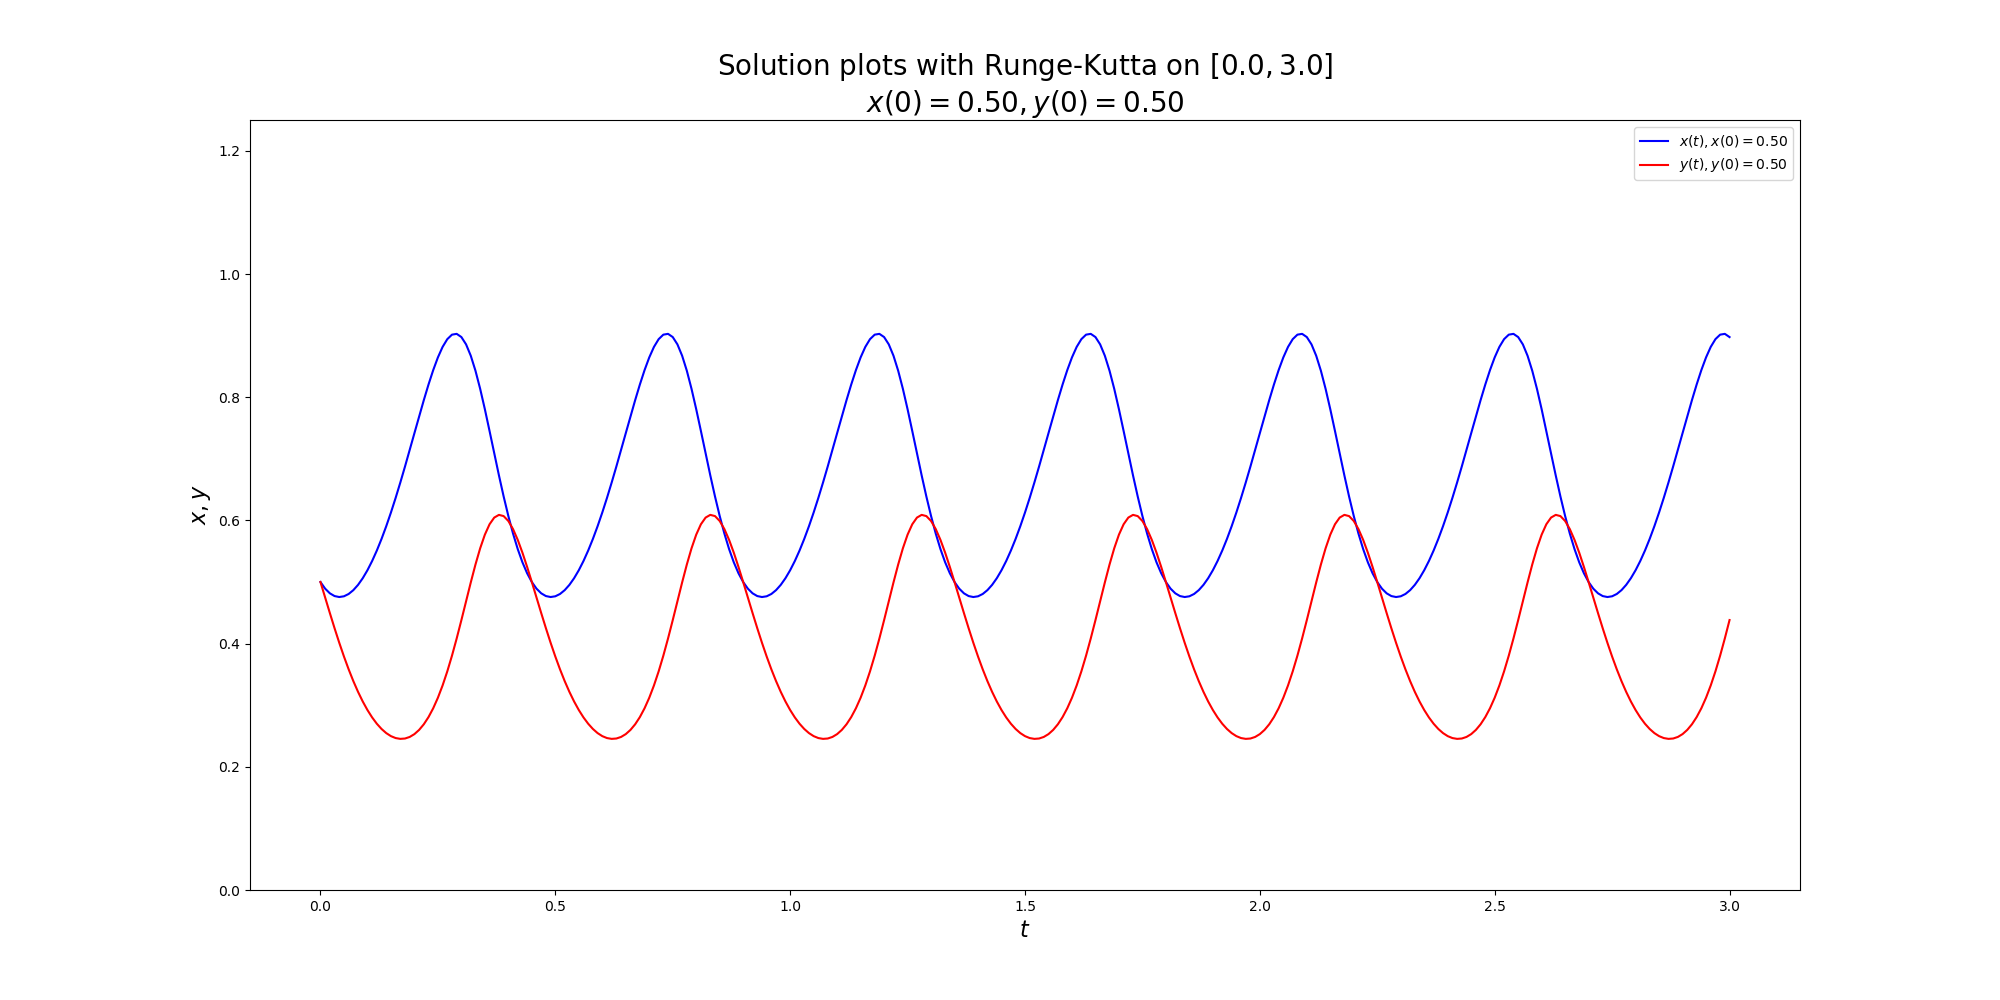 Solution plots with Runge-Kutta on [0.0, 3.0]
x(0) = 0.50, y(0) = 0.50
x(t), x(0) = 0.50
y(t), y(0) = 0.50
1.2
1.0
0.8
0.6
0.4
0.2
0.0
x, y
0.0 0.5 1.0 1.5 2.0 2.5 3.0
t